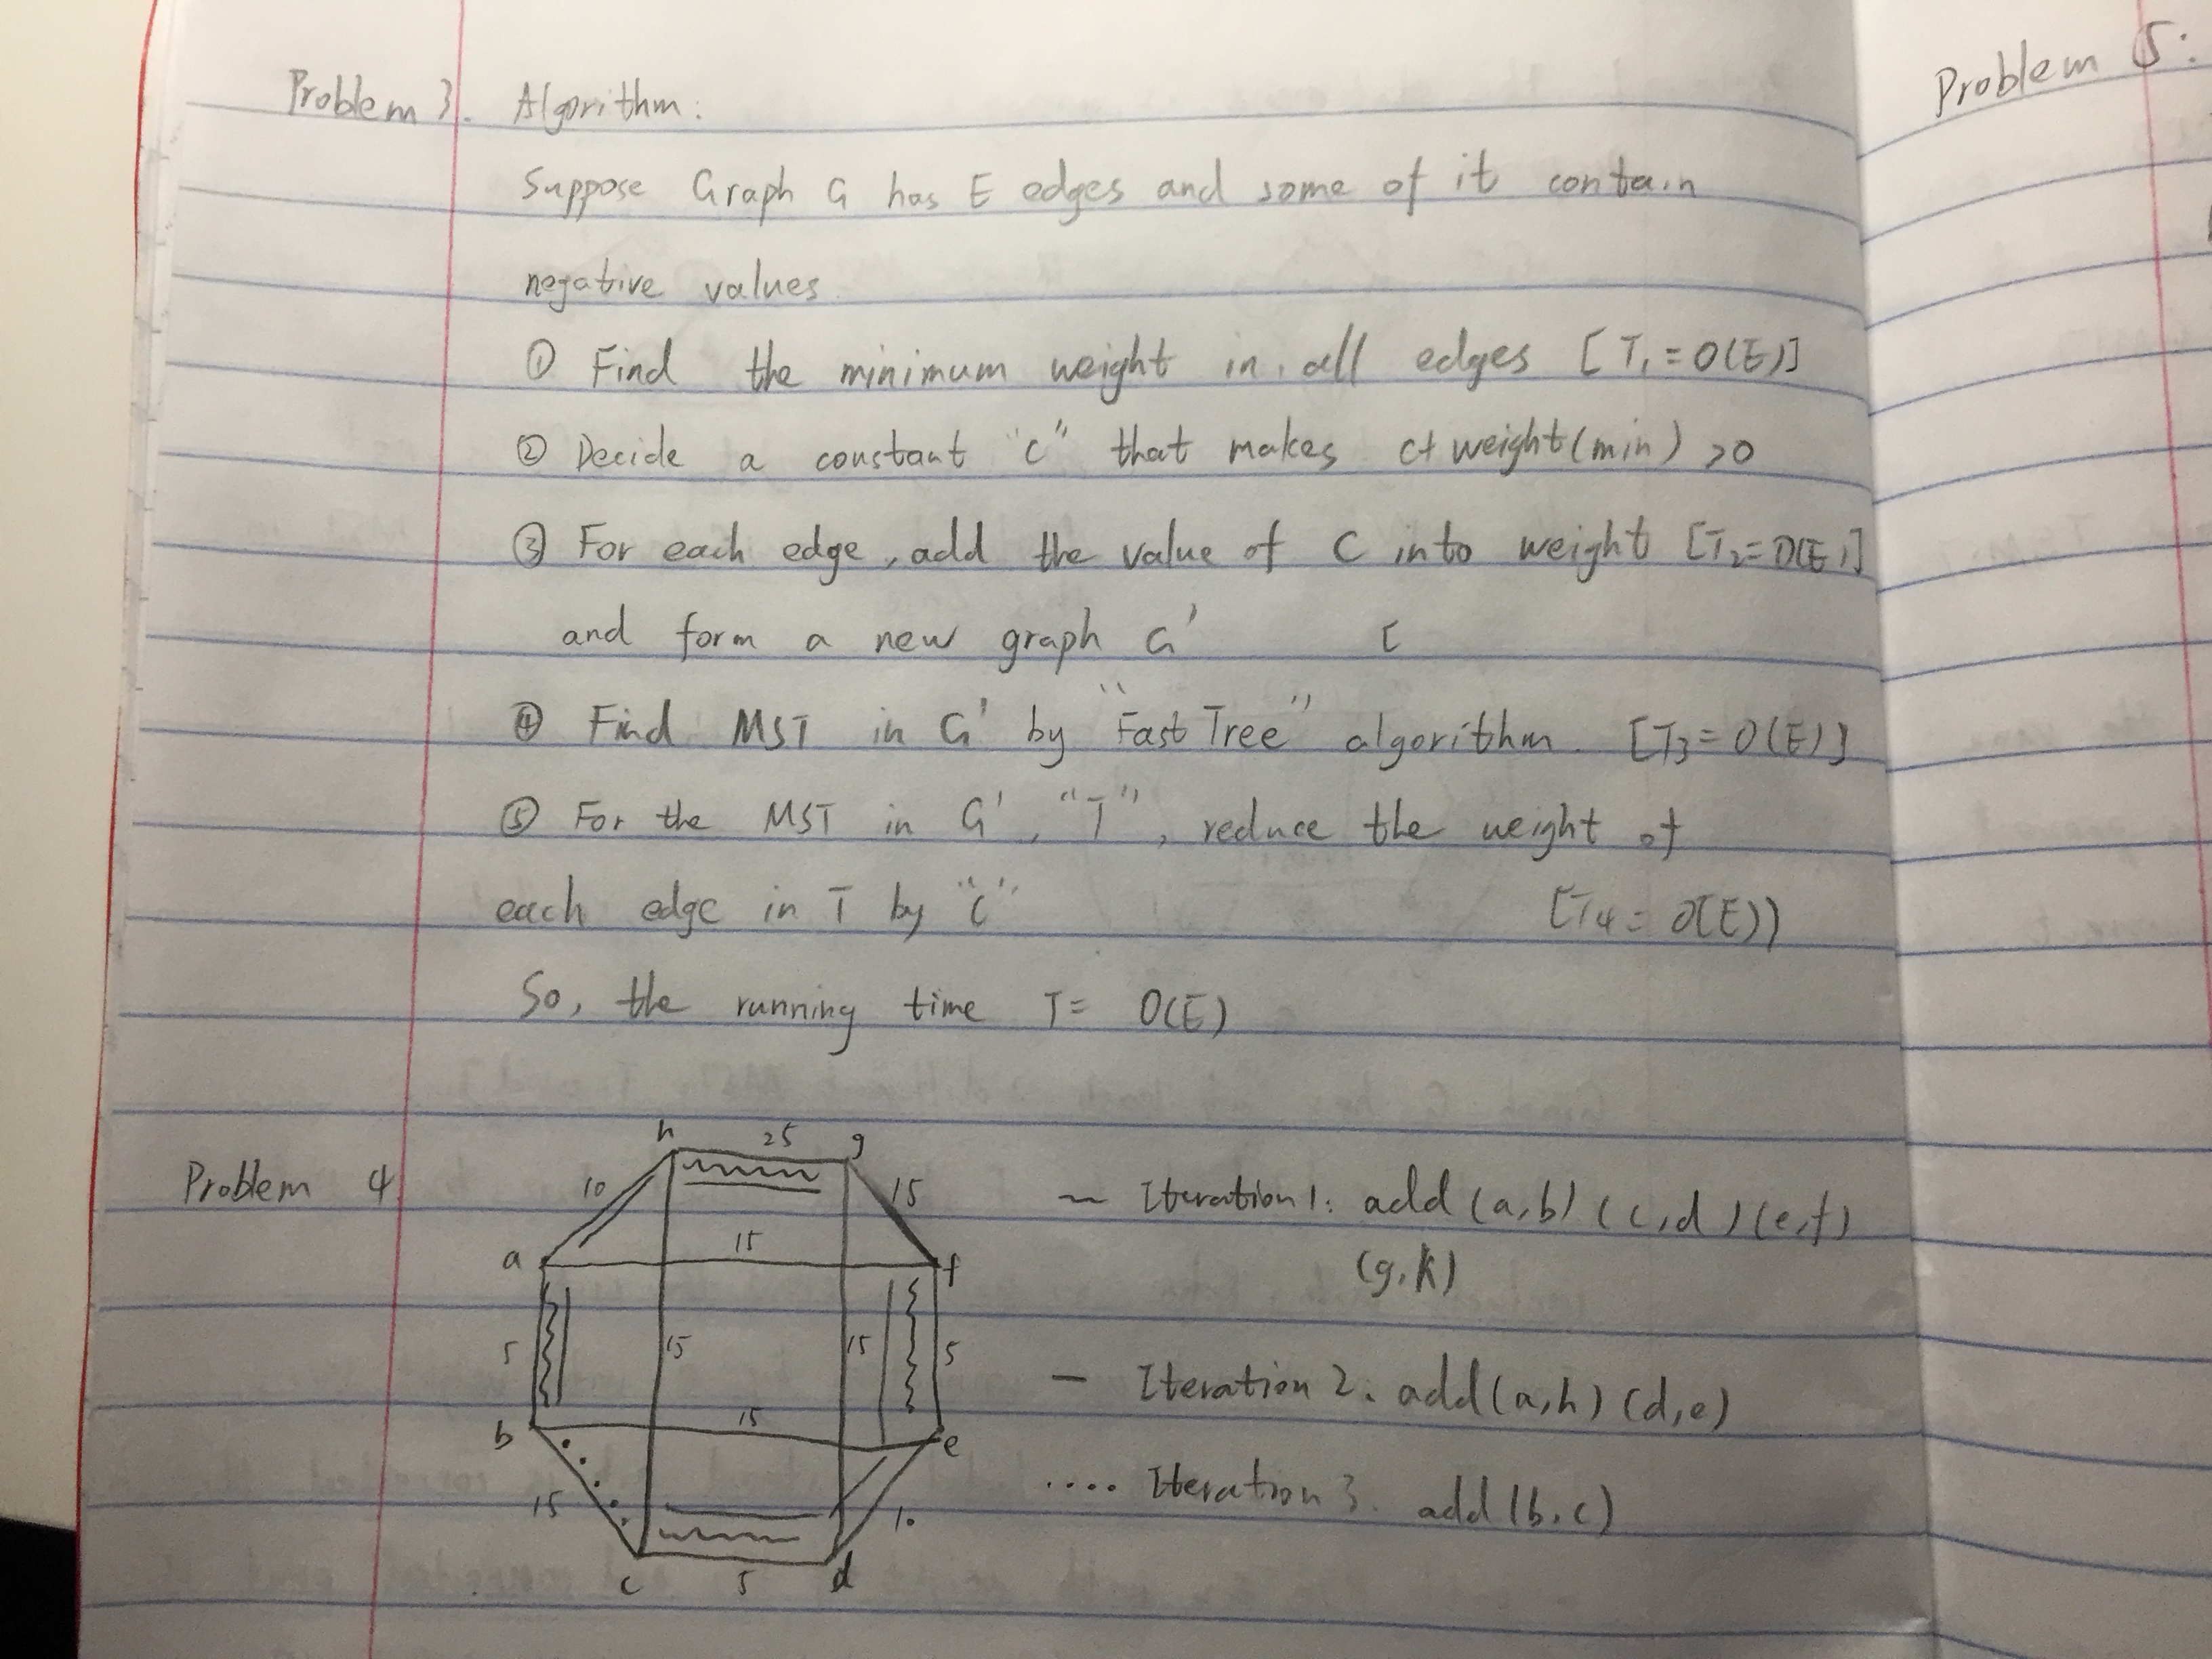 Problem 3. Algorithm:
Suppose Graph G has E edges and some of it contain
negative values
① Find the minimum weight in all edges [T₁ = O(E)]
② Decide a constant "c" that makes c+ weight(min) >0
③ For each edge, add the value of C into weight [T₂=O(E)]
and form a new graph G' [
④ Find MST in G' by "Fast Tree" algorithm. [T₃ = O(E)]
⑤ For the MST in G', "T", reduce the weight of
each edge in T by "c" [T₄ = O(E))
So, the running time T= O(E)
Problem 4
h 25 g
10 15
a 15 f
5 15 15 5
b 15 e
15 10
c 5 d
~ Iteration 1: add (a,b) (c,d) (e,f)
(g,k)
— Iteration 2. add (a,h) (d,e)
.... Iteration 3. add (b,c)
Problem 5: